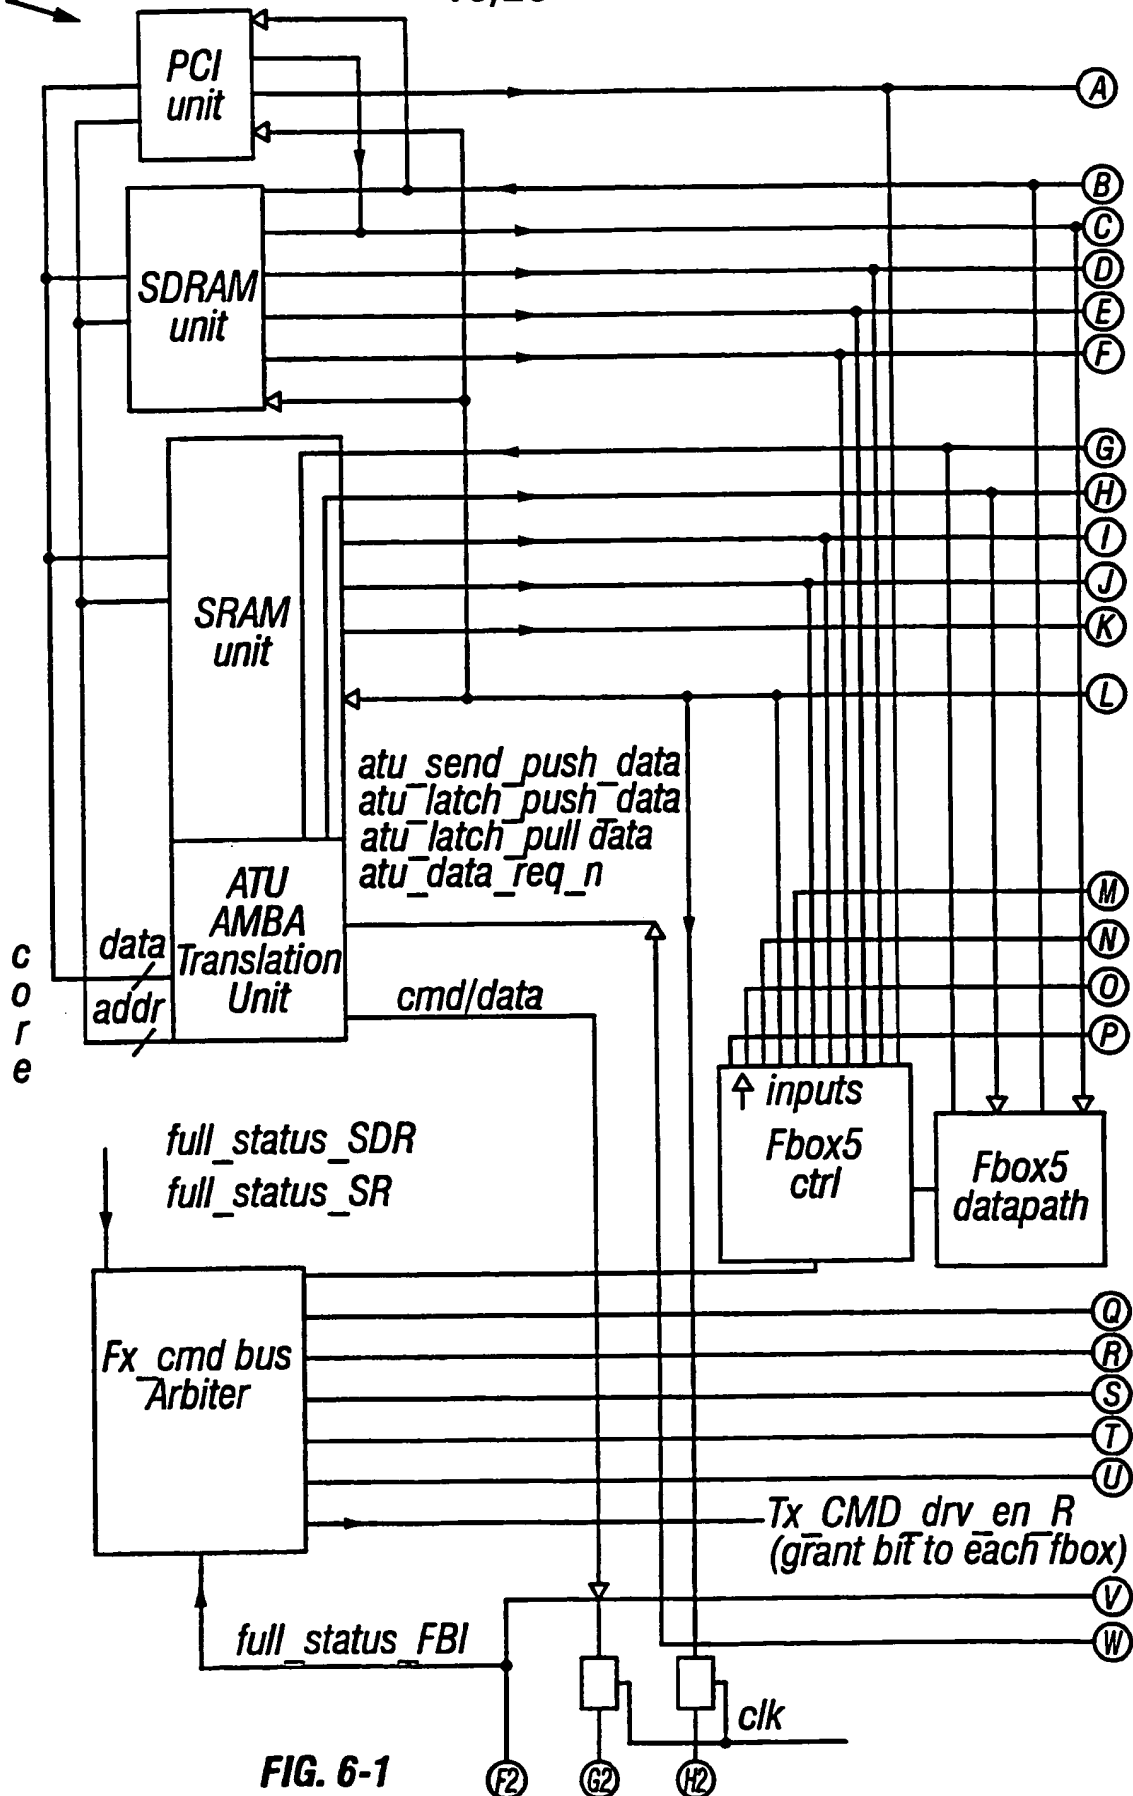 PCI
unit
A
B
C
SDRAM
unit
D
E
F
G
H
I
J
K
L
SRAM
unit
atu_send_push_data
atu_latch_push_data
atu_latch_pull data
atu_data_req_n
ATU
AMBA
Translation
Unit
core
data
addr
cmd/data
M
N
O
P
inputs
Fbox5
ctrl
Fbox5
datapath
full_status_SDR
full_status_SR
Fx_cmd bus
Arbiter
Q
R
S
T
U
Tx_CMD_drv_en_R
(grant bit to each fbox)
V
W
full_status_FBI
clk
FIG. 6-1
F2
G2
H2